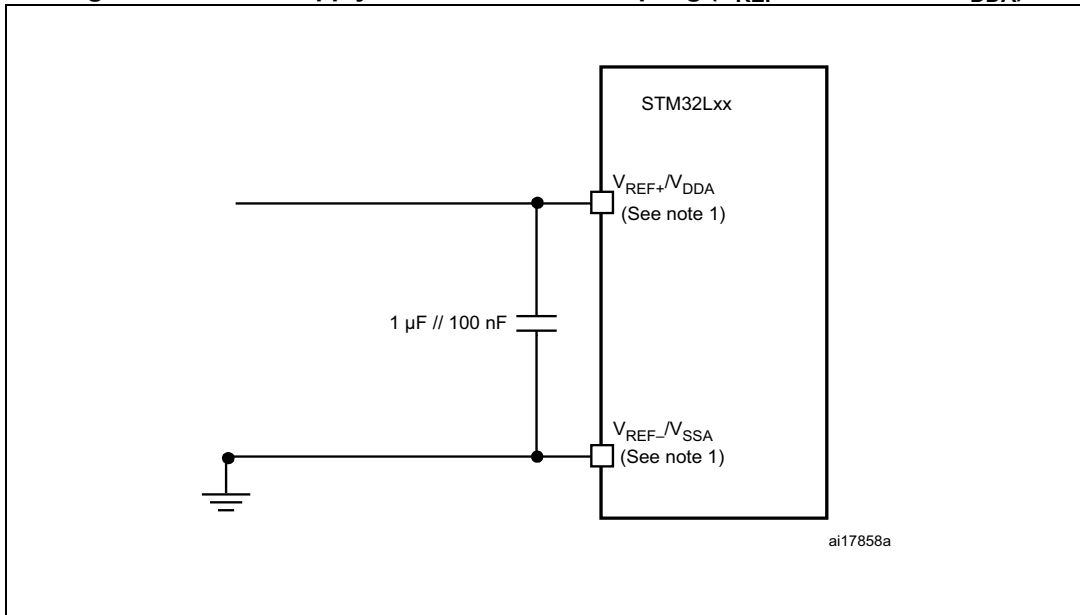 STM32Lxx
VREF+/VDDA
(See note 1)
1 µF // 100 nF
VREF–/VSSA
(See note 1)
ai17858a